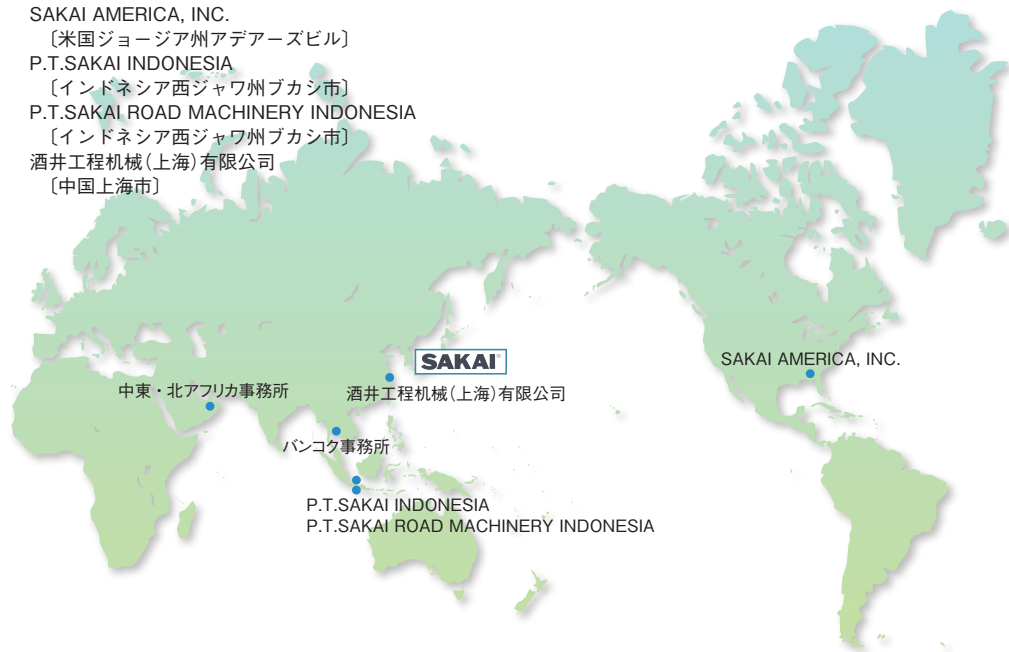 SAKAI AMERICA, INC.
〔米国ジョージア州アデアーズビル〕
P.T.SAKAI INDONESIA
〔インドネシア西ジャワ州ブカシ市〕
P.T.SAKAI ROAD MACHINERY INDONESIA
〔インドネシア西ジャワ州ブカシ市〕
酒井工程机械(上海)有限公司
〔中国上海市〕
SAKAI
SAKAI AMERICA, INC.
中東・北アフリカ事務所
酒井工程机械(上海)有限公司
バンコク事務所
P.T.SAKAI INDONESIA
P.T.SAKAI ROAD MACHINERY INDONESIA